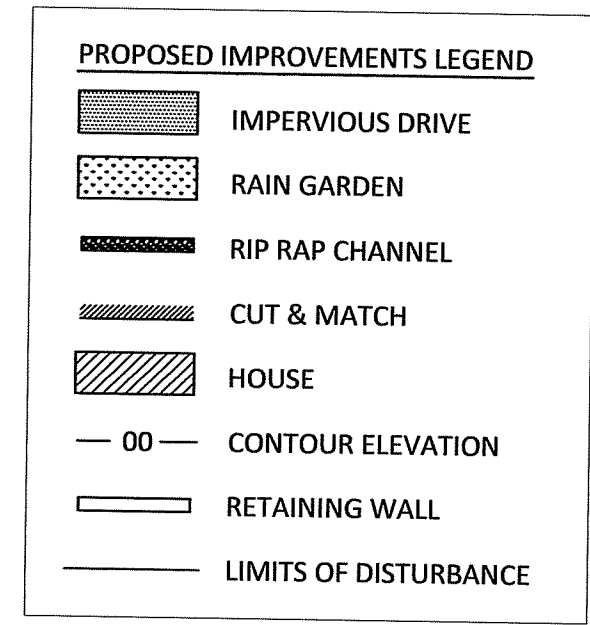 PROPOSED IMPROVEMENTS LEGEND
IMPERVIOUS DRIVE
RAIN GARDEN
RIP RAP CHANNEL
CUT & MATCH
HOUSE
00 CONTOUR ELEVATION
RETAINING WALL
LIMITS OF DISTURBANCE